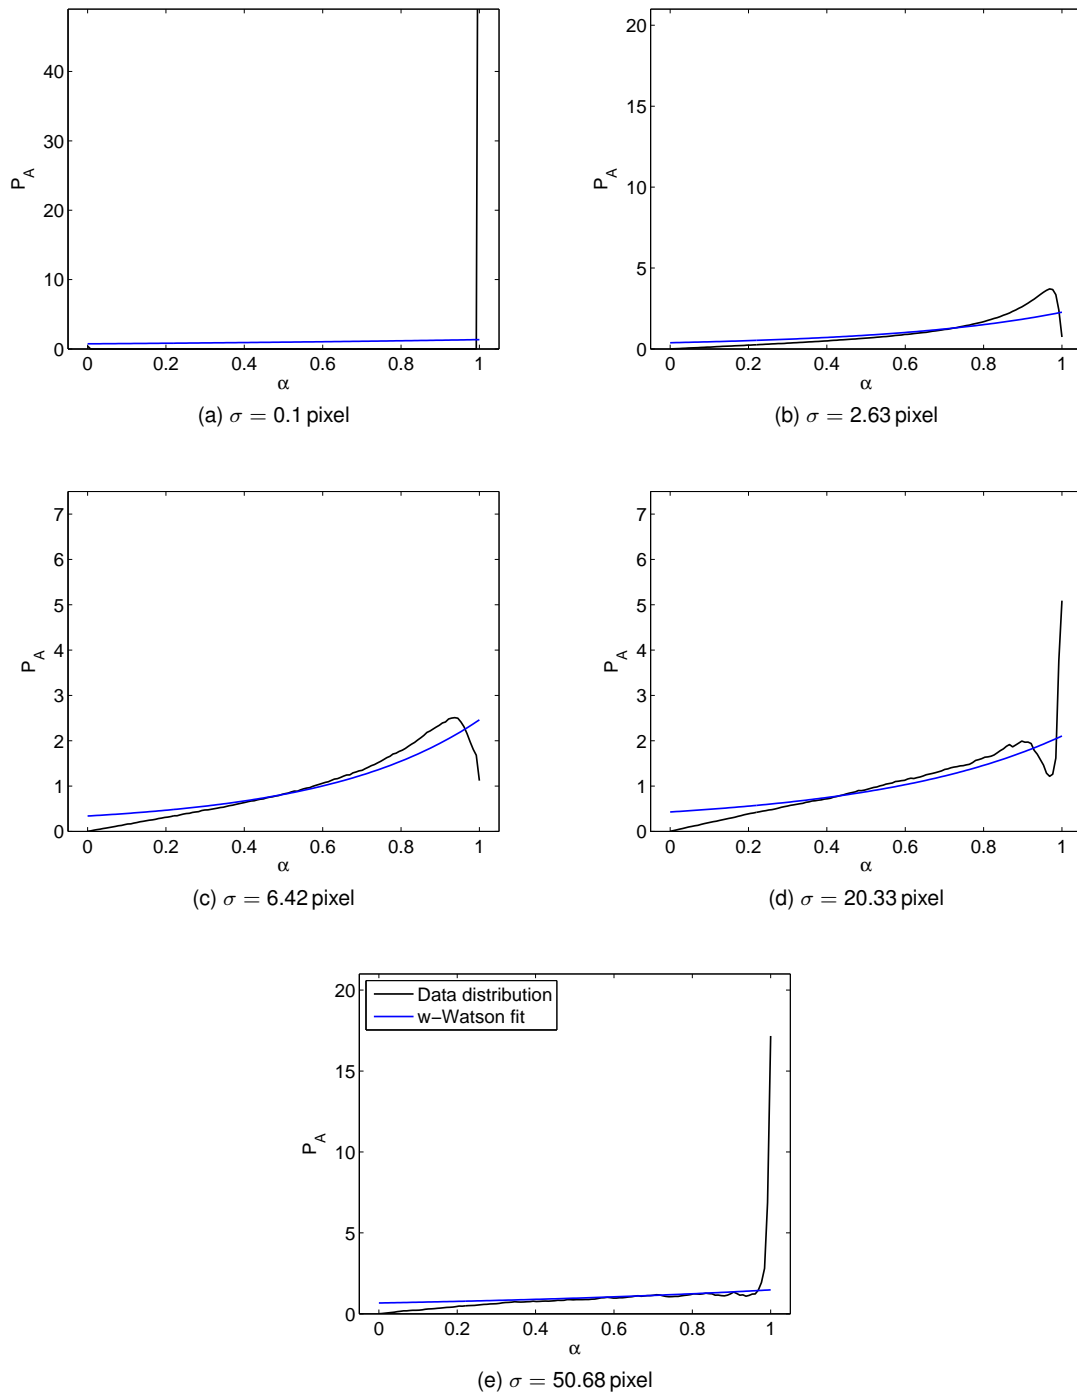 40
30
20
10
0
P_A
0 0.2 0.4 0.6 0.8 1
α
(a) σ = 0.1 pixel
20
15
10
5
0
P_A
0 0.2 0.4 0.6 0.8 1
α
(b) σ = 2.63 pixel
7
6
5
4
3
2
1
0
P_A
0 0.2 0.4 0.6 0.8 1
α
(c) σ = 6.42 pixel
7
6
5
4
3
2
1
0
P_A
0 0.2 0.4 0.6 0.8 1
α
(d) σ = 20.33 pixel
20
15
10
5
0
P_A
Data distribution
w−Watson fit
0 0.2 0.4 0.6 0.8 1
α
(e) σ = 50.68 pixel